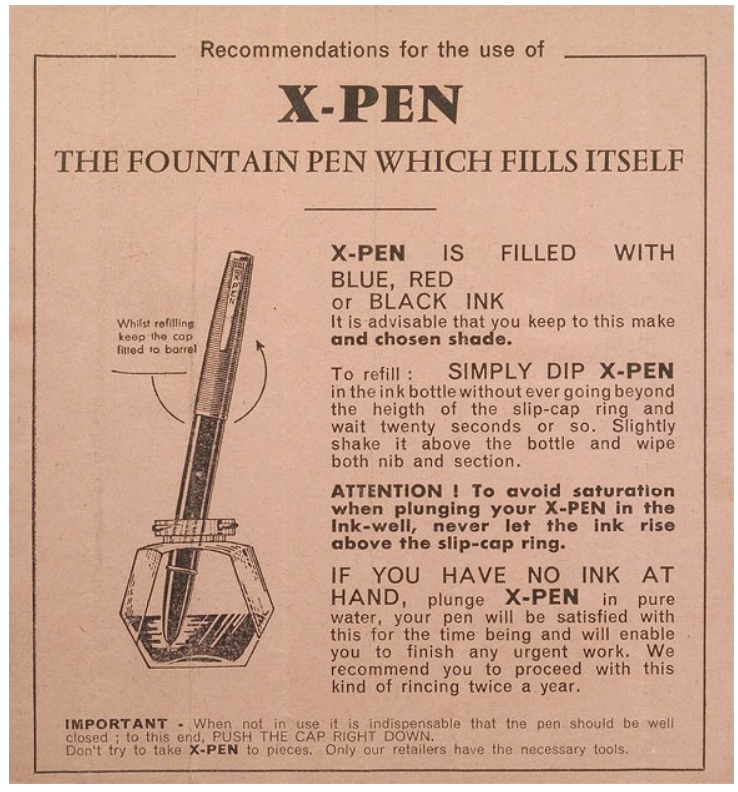 Recommendations for the use of
X-PEN
THE FOUNTAIN PEN WHICH FILLS ITSELF
X-PEN IS FILLED WITH
BLUE, RED
or BLACK INK
It is advisable that you keep to this make
and chosen shade.
Whilst refilling
keep the cap
fitted to barrel
X-PEN
To refill : SIMPLY DIP X-PEN
in the ink bottle without ever going beyond
the heigth of the slip-cap ring and
wait twenty seconds or so. Slightly
shake it above the bottle and wipe
both nib and section.
ATTENTION ! To avoid saturation
when plunging your X-PEN in the
Ink-well, never let the ink rise
above the slip-cap ring.
IF YOU HAVE NO INK AT
HAND, plunge X-PEN in pure
water, your pen will be satisfied with
this for the time being and will enable
you to finish any urgent work. We
recommend you to proceed with this
kind of rincing twice a year.
IMPORTANT - When not in use it is indispensable that the pen should be well
closed ; to this end, PUSH THE CAP RIGHT DOWN.
Don't try to take X-PEN to pieces. Only our retailers have the necessary tools.